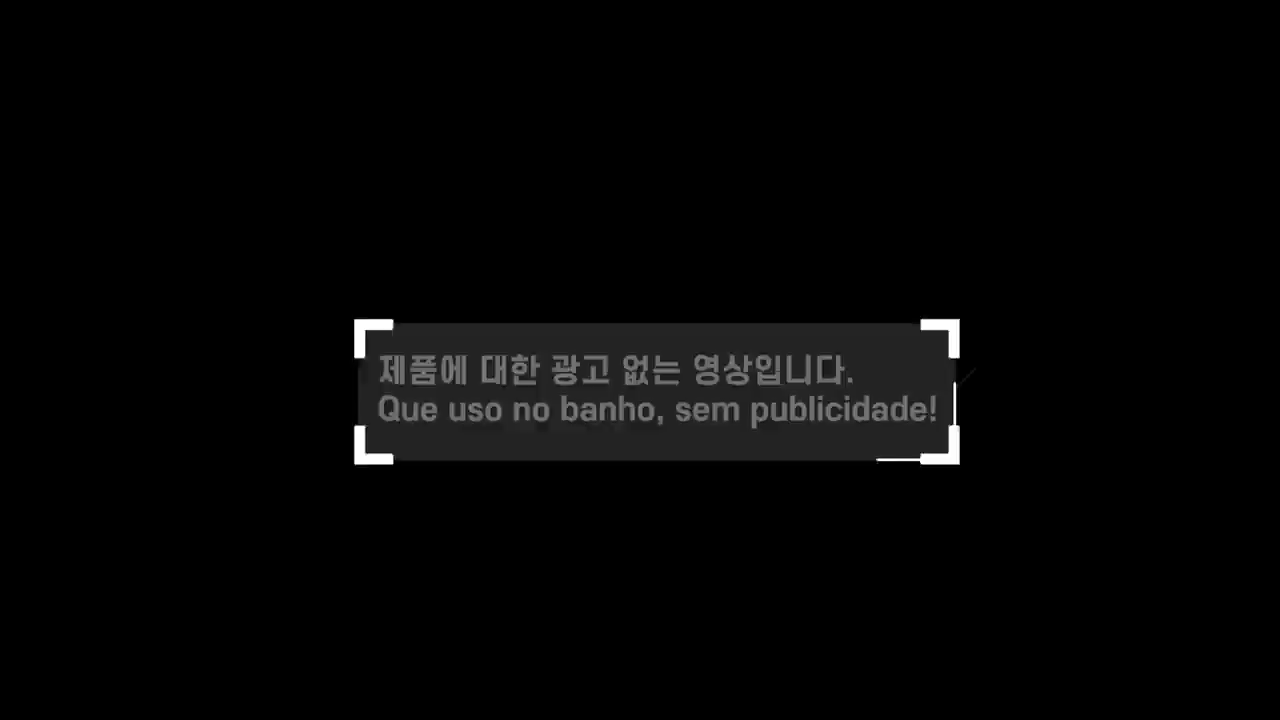 제품에 대한 광고 없는 영상입니다.
Que uso no banho, sem publicidade!